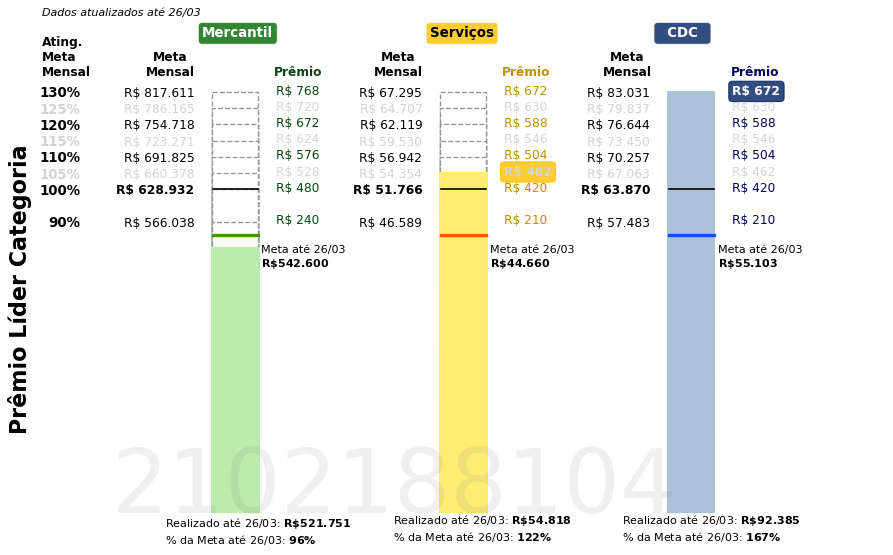 Dados atualizados até 26/03
Mercantil Serviços CDC
Ating. Meta Mensal
Meta Mensal Prêmio Meta Mensal Prêmio Meta Mensal Prêmio
130% R$ 817.611 R$ 768 R$ 67.295 R$ 672 R$ 83.031 R$ 672
125% R$ 786.165 R$ 720 R$ 64.707 R$ 630 R$ 79.837 R$ 630
120% R$ 754.718 R$ 672 R$ 62.119 R$ 588 R$ 76.644 R$ 588
115% R$ 723.271 R$ 624 R$ 59.530 R$ 546 R$ 73.450 R$ 546
110% R$ 691.825 R$ 576 R$ 56.942 R$ 504 R$ 70.257 R$ 504
105% R$ 660.378 R$ 528 R$ 54.354 R$ 462 R$ 67.063 R$ 462
100% R$ 628.932 R$ 480 R$ 51.766 R$ 420 R$ 63.870 R$ 420
90% R$ 566.038 R$ 240 R$ 46.589 R$ 210 R$ 57.483 R$ 210
Meta até 26/03 Meta até 26/03 Meta até 26/03
R$542.600 R$44.660 R$55.103
Prêmio Líder Categoria
2102188104
Realizado até 26/03: R$521.751 Realizado até 26/03: R$54.818 Realizado até 26/03: R$92.385
% da Meta até 26/03: 96% % da Meta até 26/03: 122% % da Meta até 26/03: 167%